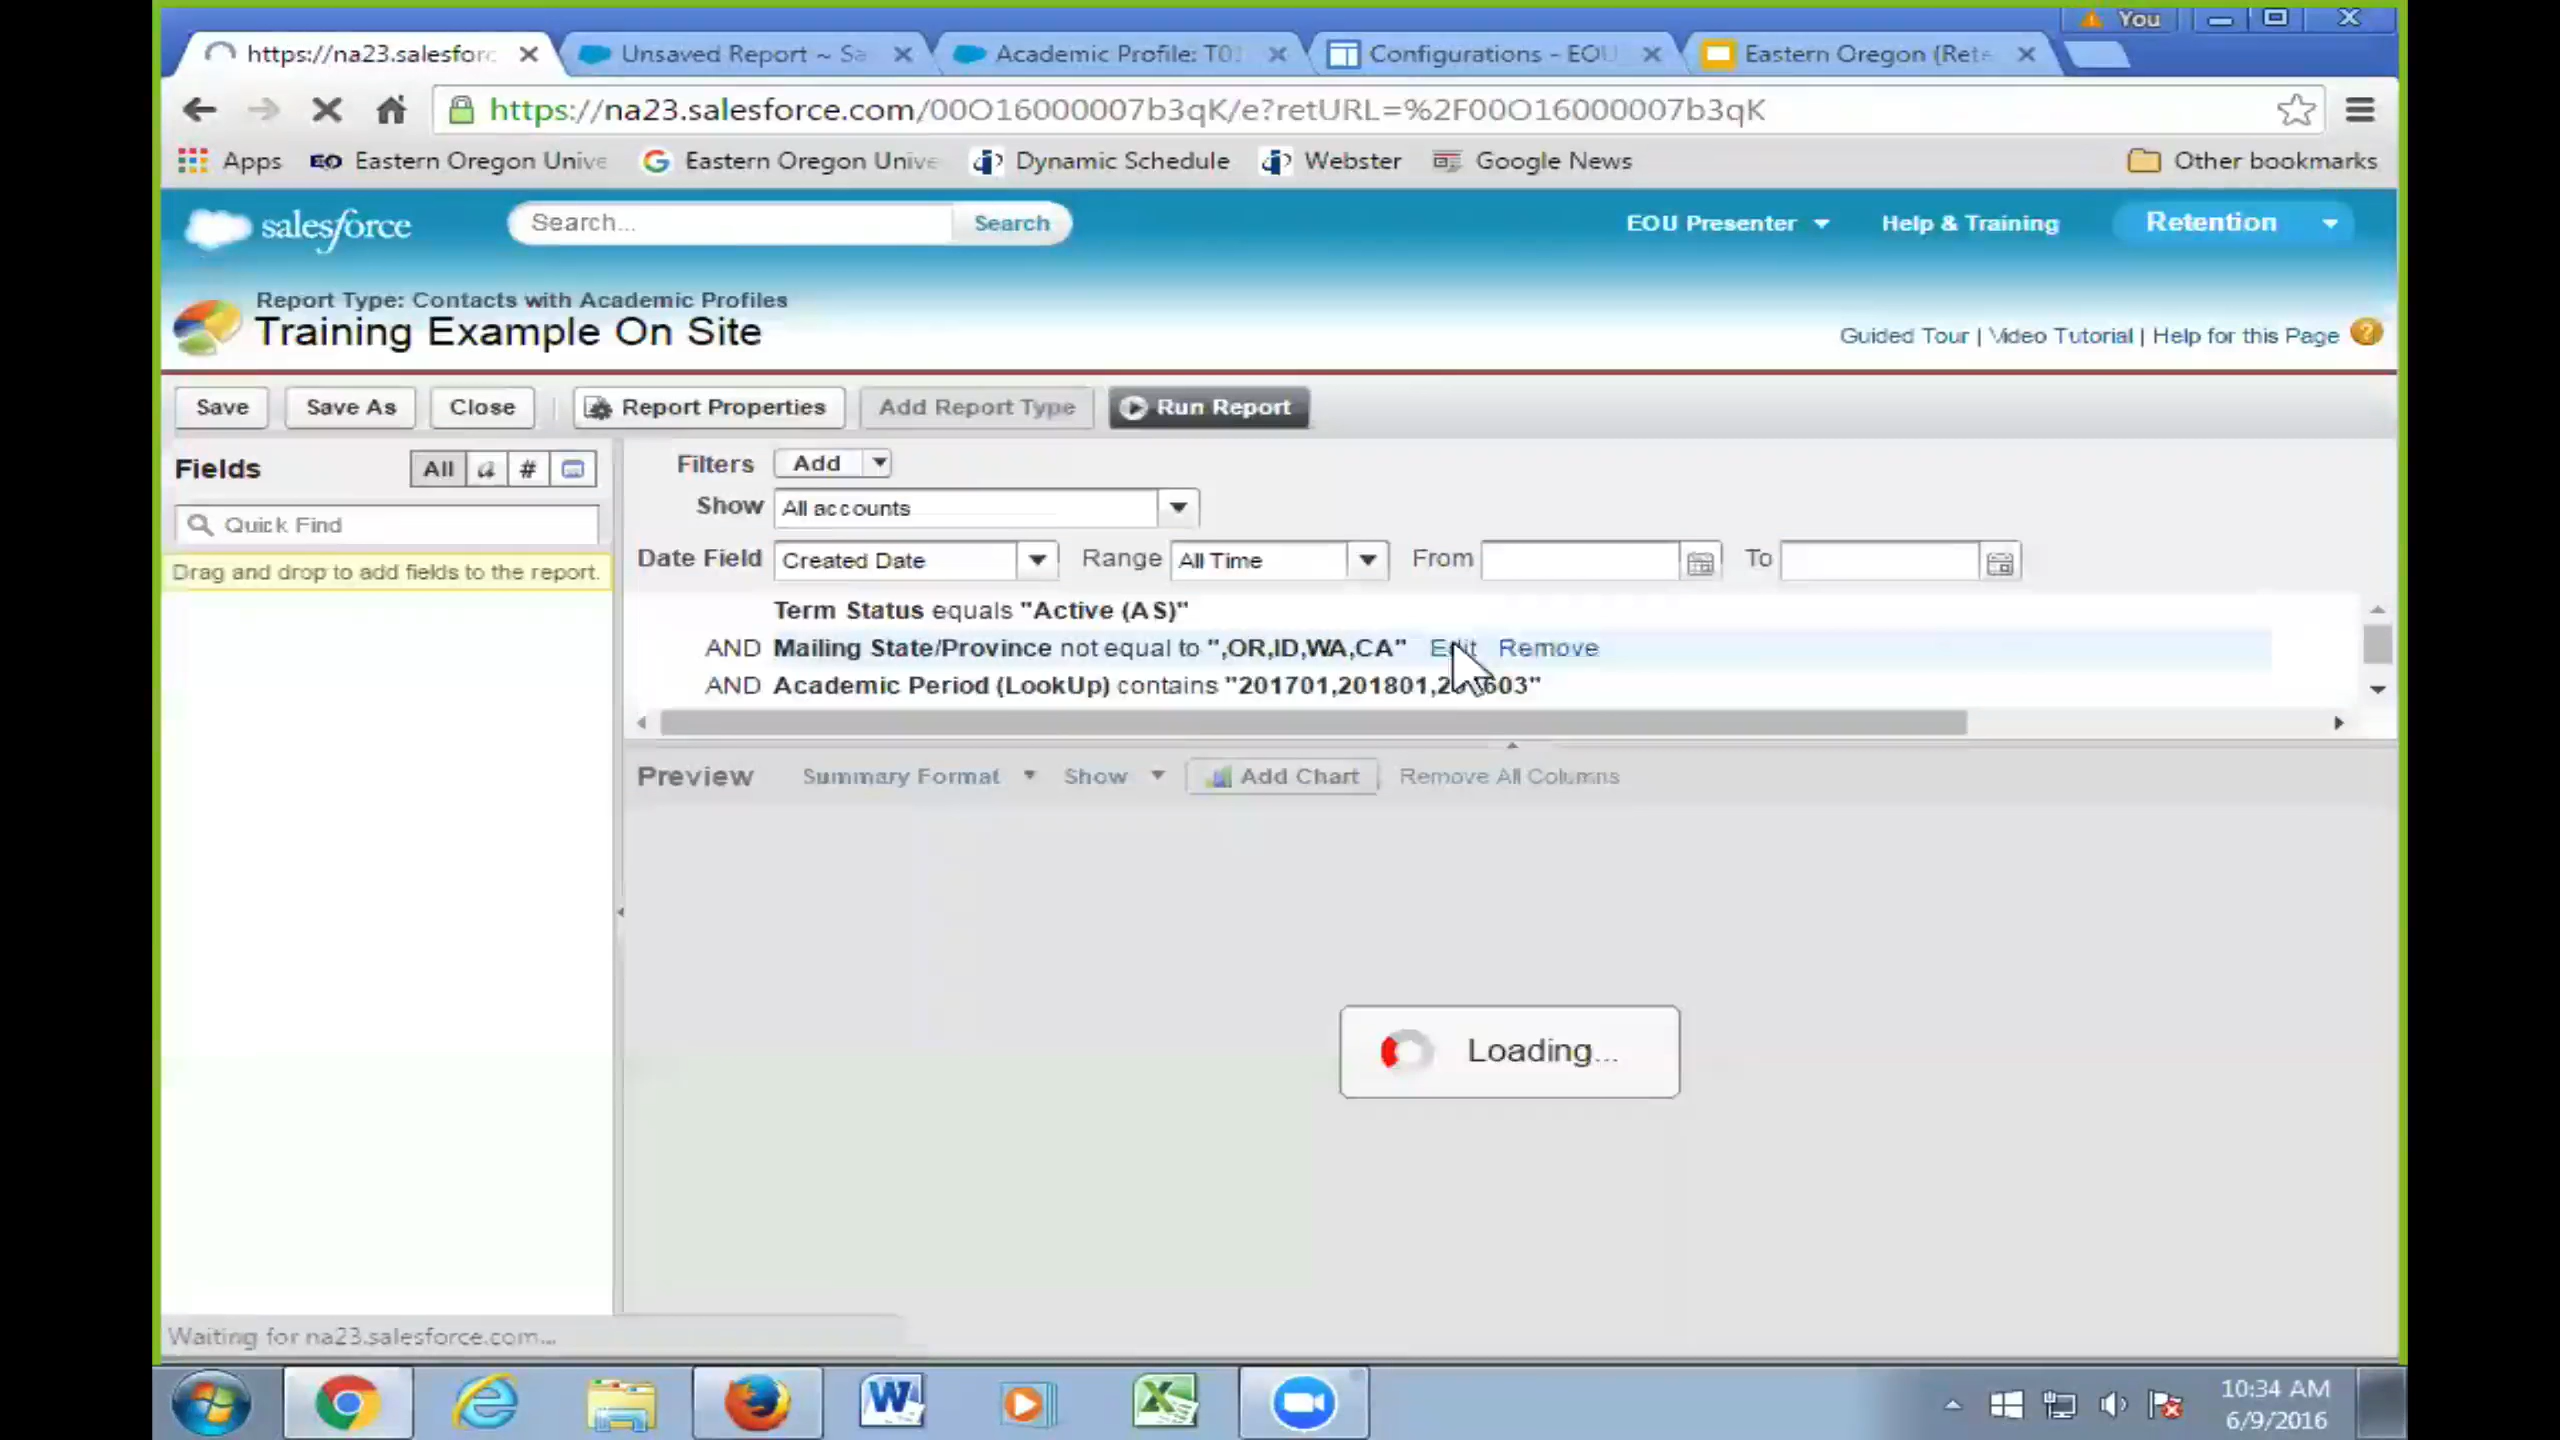 You
https://na23.salesforc
Unsaved Report ~ Sa
Academic Profile: T01
Configurations - EOU
Eastern Oregon (Rete
https://na23.salesforce.com/00O16000007b3qK/e?retURL=%2F00O16000007b3qK
Apps
EO Eastern Oregon Unive
G Eastern Oregon Unive
Dynamic Schedule
Webster
Google News
Other bookmarks
salesforce
Search...
Search
EOU Presenter
Help & Training
Retention
Report Type: Contacts with Academic Profiles
Training Example On Site
Guided Tour | Video Tutorial | Help for this Page ?
Save
Save As
Close
Report Properties
Add Report Type
Run Report
Fields
All a #
Quick Find
Drag and drop to add fields to the report.
Filters Add
Show All accounts
Date Field Created Date Range All Time From To
Term Status equals "Active (AS)"
AND Mailing State/Province not equal to ",OR,ID,WA,CA" Edit Remove
AND Academic Period (LookUp) contains "201701,201801,201603"
Preview Summary Format Show Add Chart Remove All Columns
Loading...
Waiting for na23.salesforce.com...
10:34 AM
6/9/2016